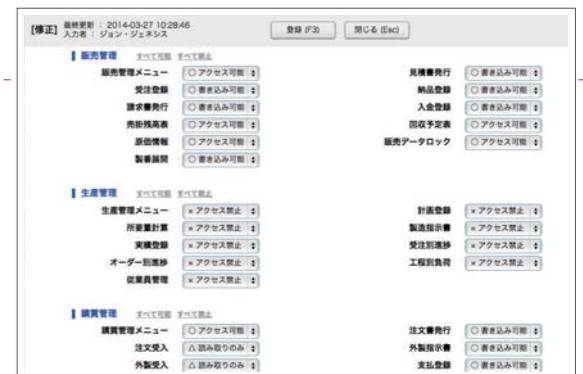 [修正] 最終更新 : 2014-03-27 10:28:46
入力者 : ジョン・ジェネシス
登録 (F3) 閉じる (Esc)
販売管理 すべて可能 すべて禁止
販売管理メニュー ○ アクセス可能 見積書発行 ○ 書き込み可能
受注登録 ○ 書き込み可能 納品登録 ○ 書き込み可能
請求書発行 ○ 書き込み可能 入金登録 ○ 書き込み可能
売掛残高表 ○ アクセス可能 回収予定表 ○ アクセス可能
原価情報 ○ アクセス可能 販売データロック ○ アクセス可能
製番展開 ○ 書き込み可能
生産管理 すべて可能 すべて禁止
生産管理メニュー × アクセス禁止 計画登録 × アクセス禁止
所要量計算 × アクセス禁止 製造指示書 × アクセス禁止
実績登録 × アクセス禁止 受注別進捗 × アクセス禁止
オーダー別進捗 × アクセス禁止 工程別負荷 × アクセス禁止
従業員管理 × アクセス禁止
購買管理 すべて可能 すべて禁止
購買管理メニュー ○ アクセス可能 注文書発行 ○ 書き込み可能
注文受入 △ 読み取りのみ 外製指示書 ○ 書き込み可能
外製受入 △ 読み取りのみ 支払登録 ○ 書き込み可能